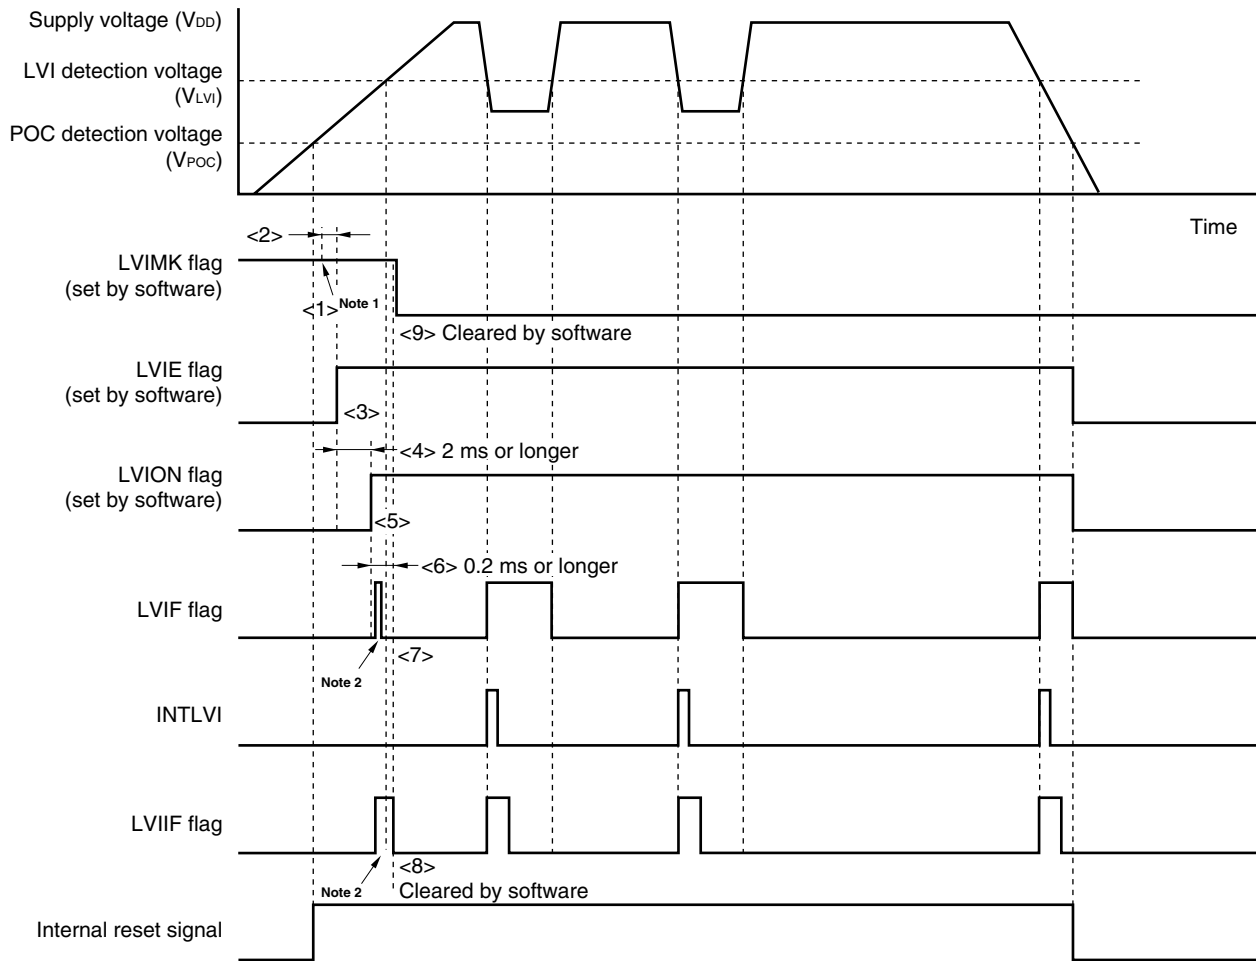 Supply voltage (VDD)
LVI detection voltage
(VLVI)
POC detection voltage
(VPOC)
Time
<2>
LVIMK flag
(set by software)
<1> Note 1
<9> Cleared by software
LVIE flag
(set by software)
<3>
<4> 2 ms or longer
LVION flag
(set by software)
<5>
<6> 0.2 ms or longer
LVIF flag
<7>
Note 2
INTLVI
LVIIF flag
<8>
Note 2
Cleared by software
Internal reset signal